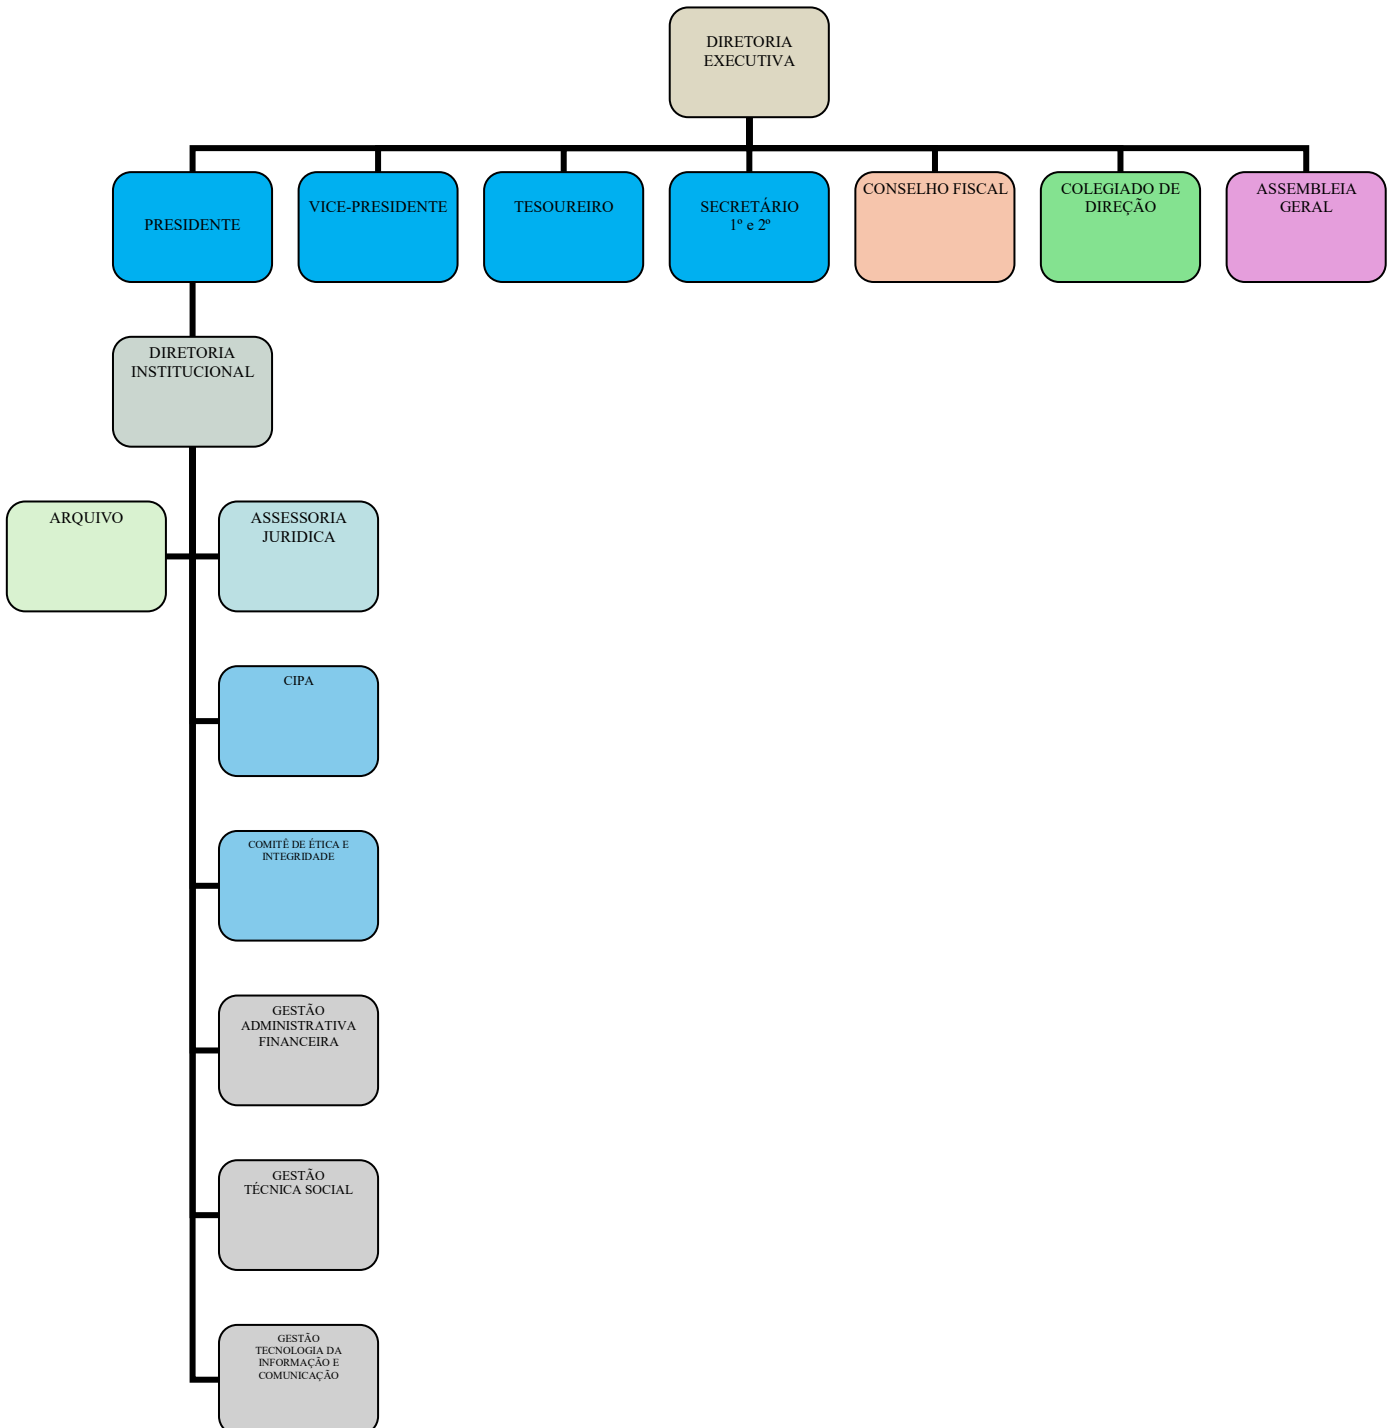 DIRETORIA
EXECUTIVA
PRESIDENTE
VICE-PRESIDENTE
TESOUREIRO
SECRETÁRIO
1º e 2º
CONSELHO FISCAL
COLEGIADO DE
DIREÇÃO
ASSEMBLEIA
GERAL
DIRETORIA
INSTITUCIONAL
ARQUIVO
ASSESSORIA
JURIDICA
CIPA
COMITÊ DE ÉTICA E
INTEGRIDADE
GESTÃO
ADMINISTRATIVA
FINANCEIRA
GESTÃO
TÉCNICA SOCIAL
GESTÃO
TECNOLOGIA DA
INFORMAÇÃO E
COMUNICAÇÃO